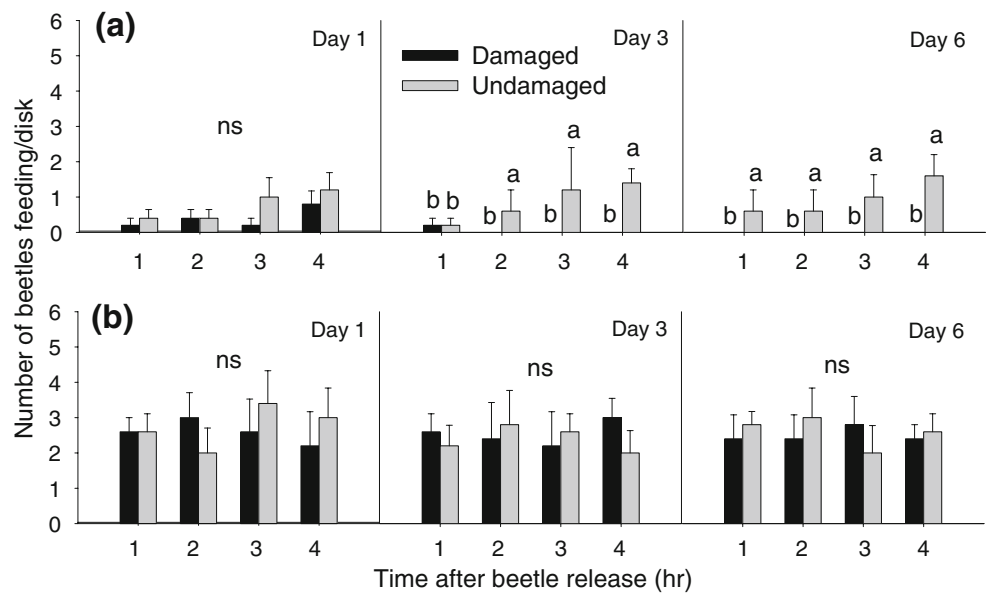 (a)
Day 1
Day 3
Day 6
Damaged
Undamaged
ns
b b
b a
b a
b a
b a
b a
b a
b a
6
5
4
3
2
1
0
1 2 3 4 1 2 3 4 1 2 3 4
Number of beetles feeding/disk
(b)
Day 1
Day 3
Day 6
ns
ns
ns
6
5
4
3
2
1
0
1 2 3 4 1 2 3 4 1 2 3 4
Time after beetle release (hr)